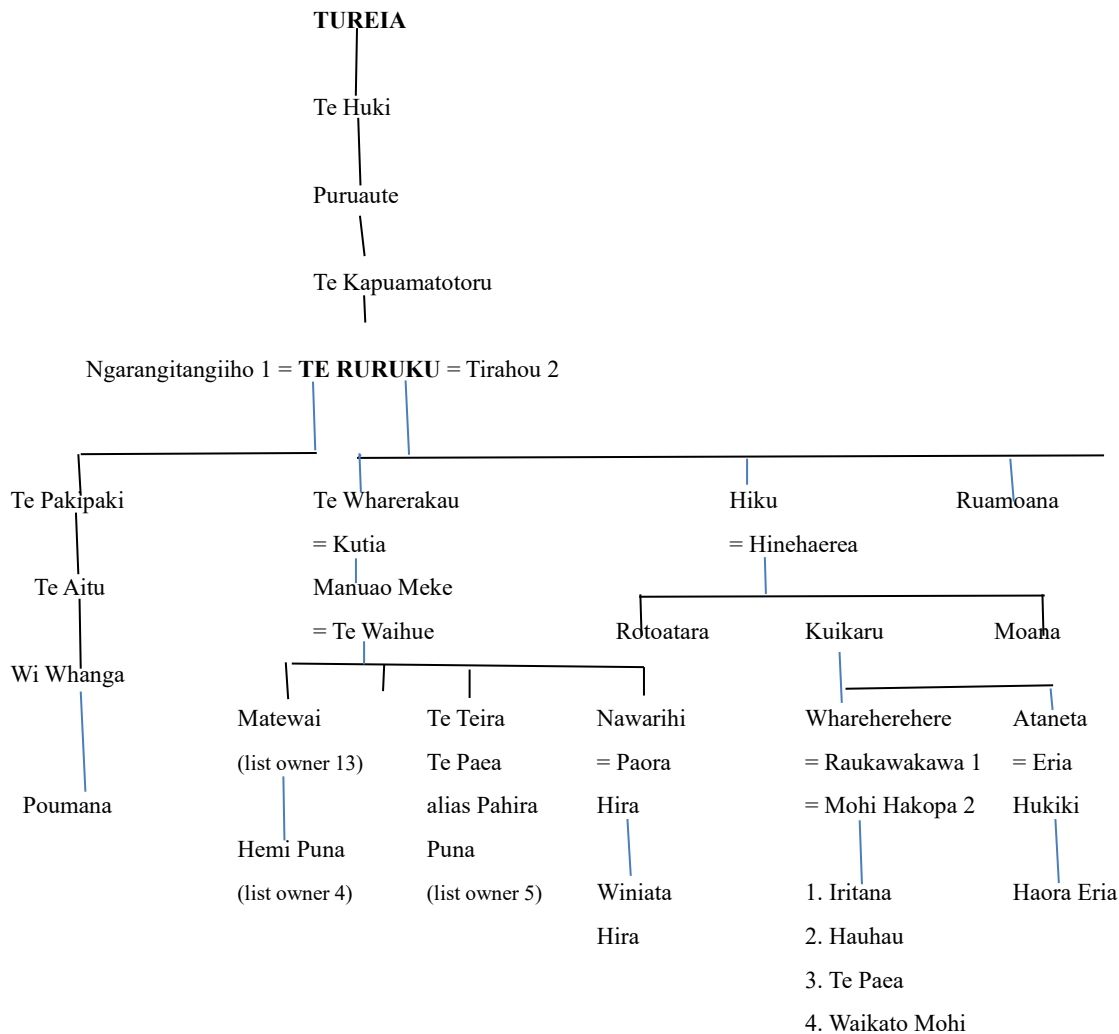 TUREIA
Te Huki
Puruaute
Te Kapuamatotoru
Ngarangitangiiho 1 = TE RURUKU = Tirahou 2
Te Pakipaki Te Wharerakau Hiku Ruamoana
= Kutia = Hinehaerea
Te Aitu Manuao Meke
= Te Waihue Rotoatara Kuikaru Moana
Wi Whanga
Matewai Te Teira Nawarihi Whareherehere Ataneta
(list owner 13) Te Paea = Paora = Raukawakawa 1 = Eria
Poumana alias Pahira Hira = Mohi Hakopa 2 Hukiki
Hemi Puna Puna
(list owner 4) (list owner 5) Winiata 1. Iritana Haora Eria
Hira 2. Hauhau
3. Te Paea
4. Waikato Mohi